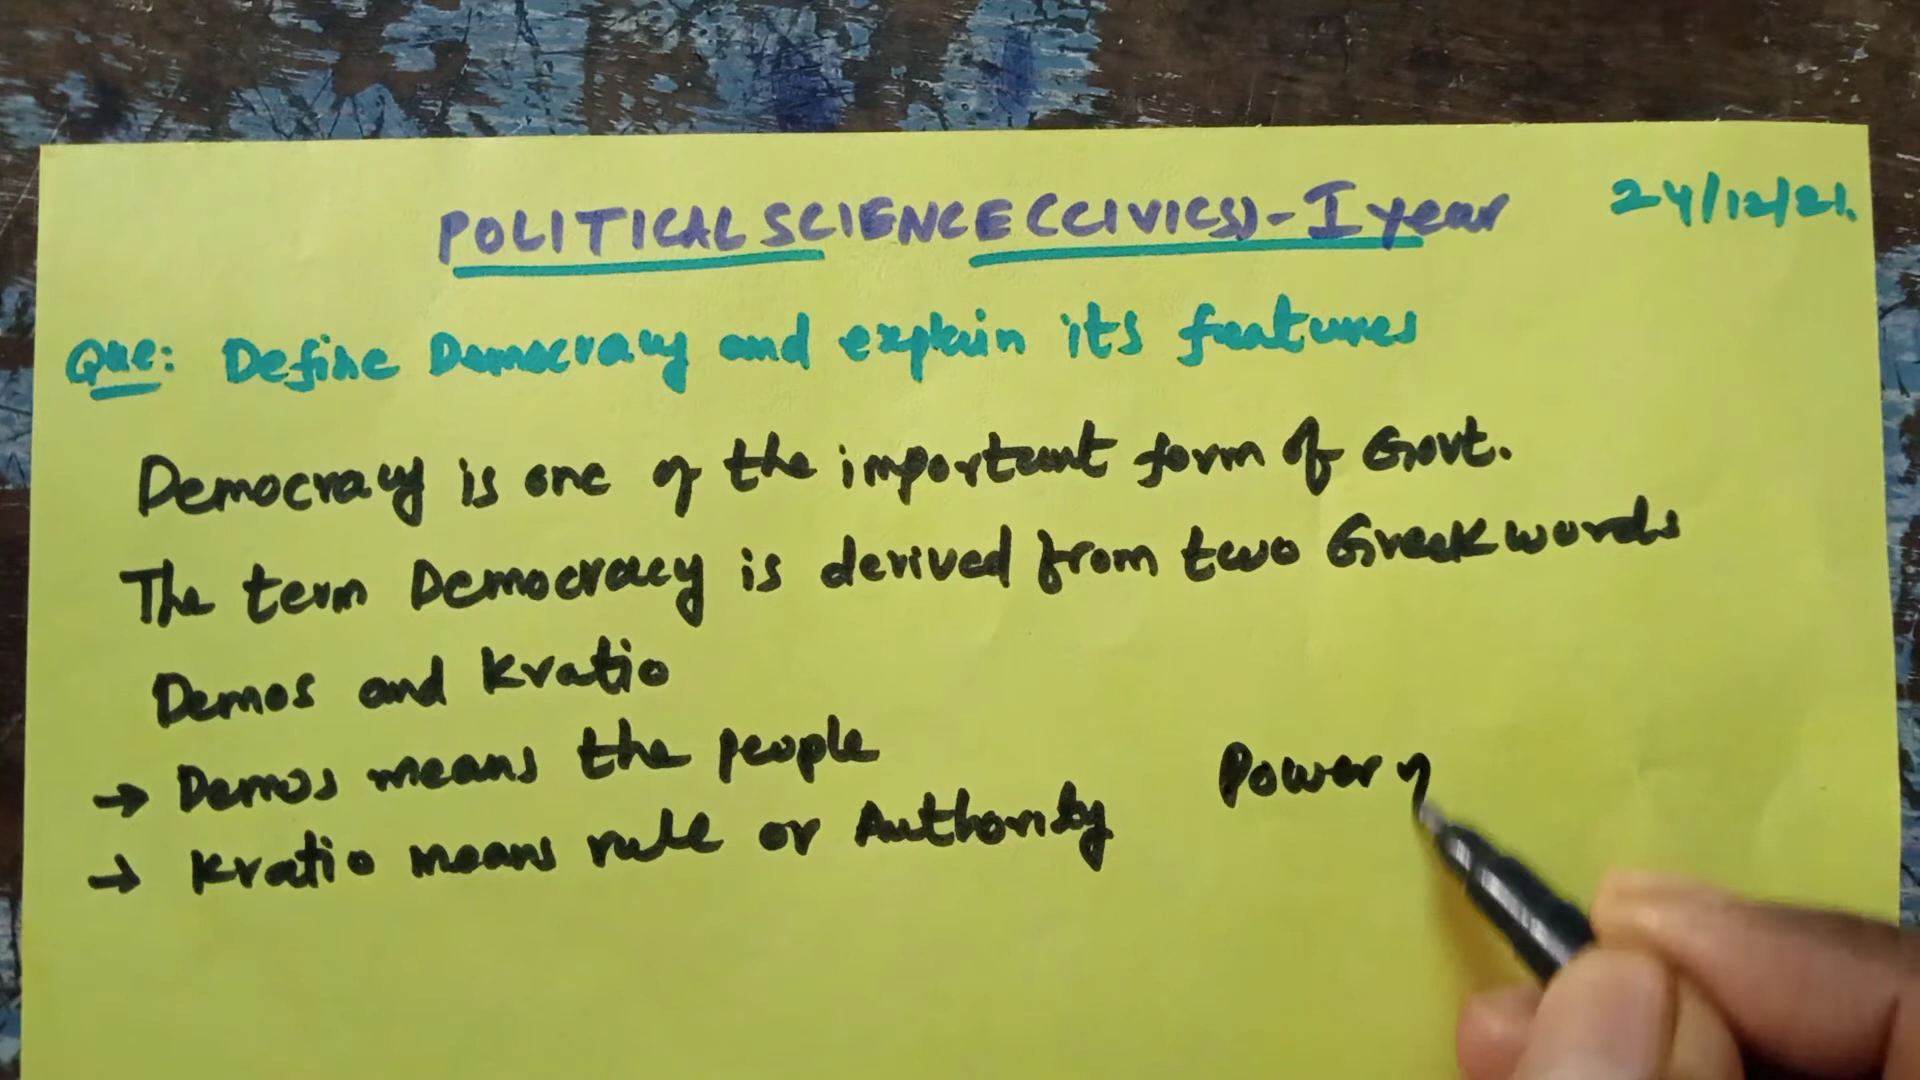 POLITICAL SCIENCE (CIVICS) - I year
24/12/21.
Que: Define Democracy and explain its features
Democracy is one of the important form of Govt.
The term Democracy is derived from two Greek words
Demos and Kratio
→ Demos means the people
→ Kratio means rule or Authority
Power